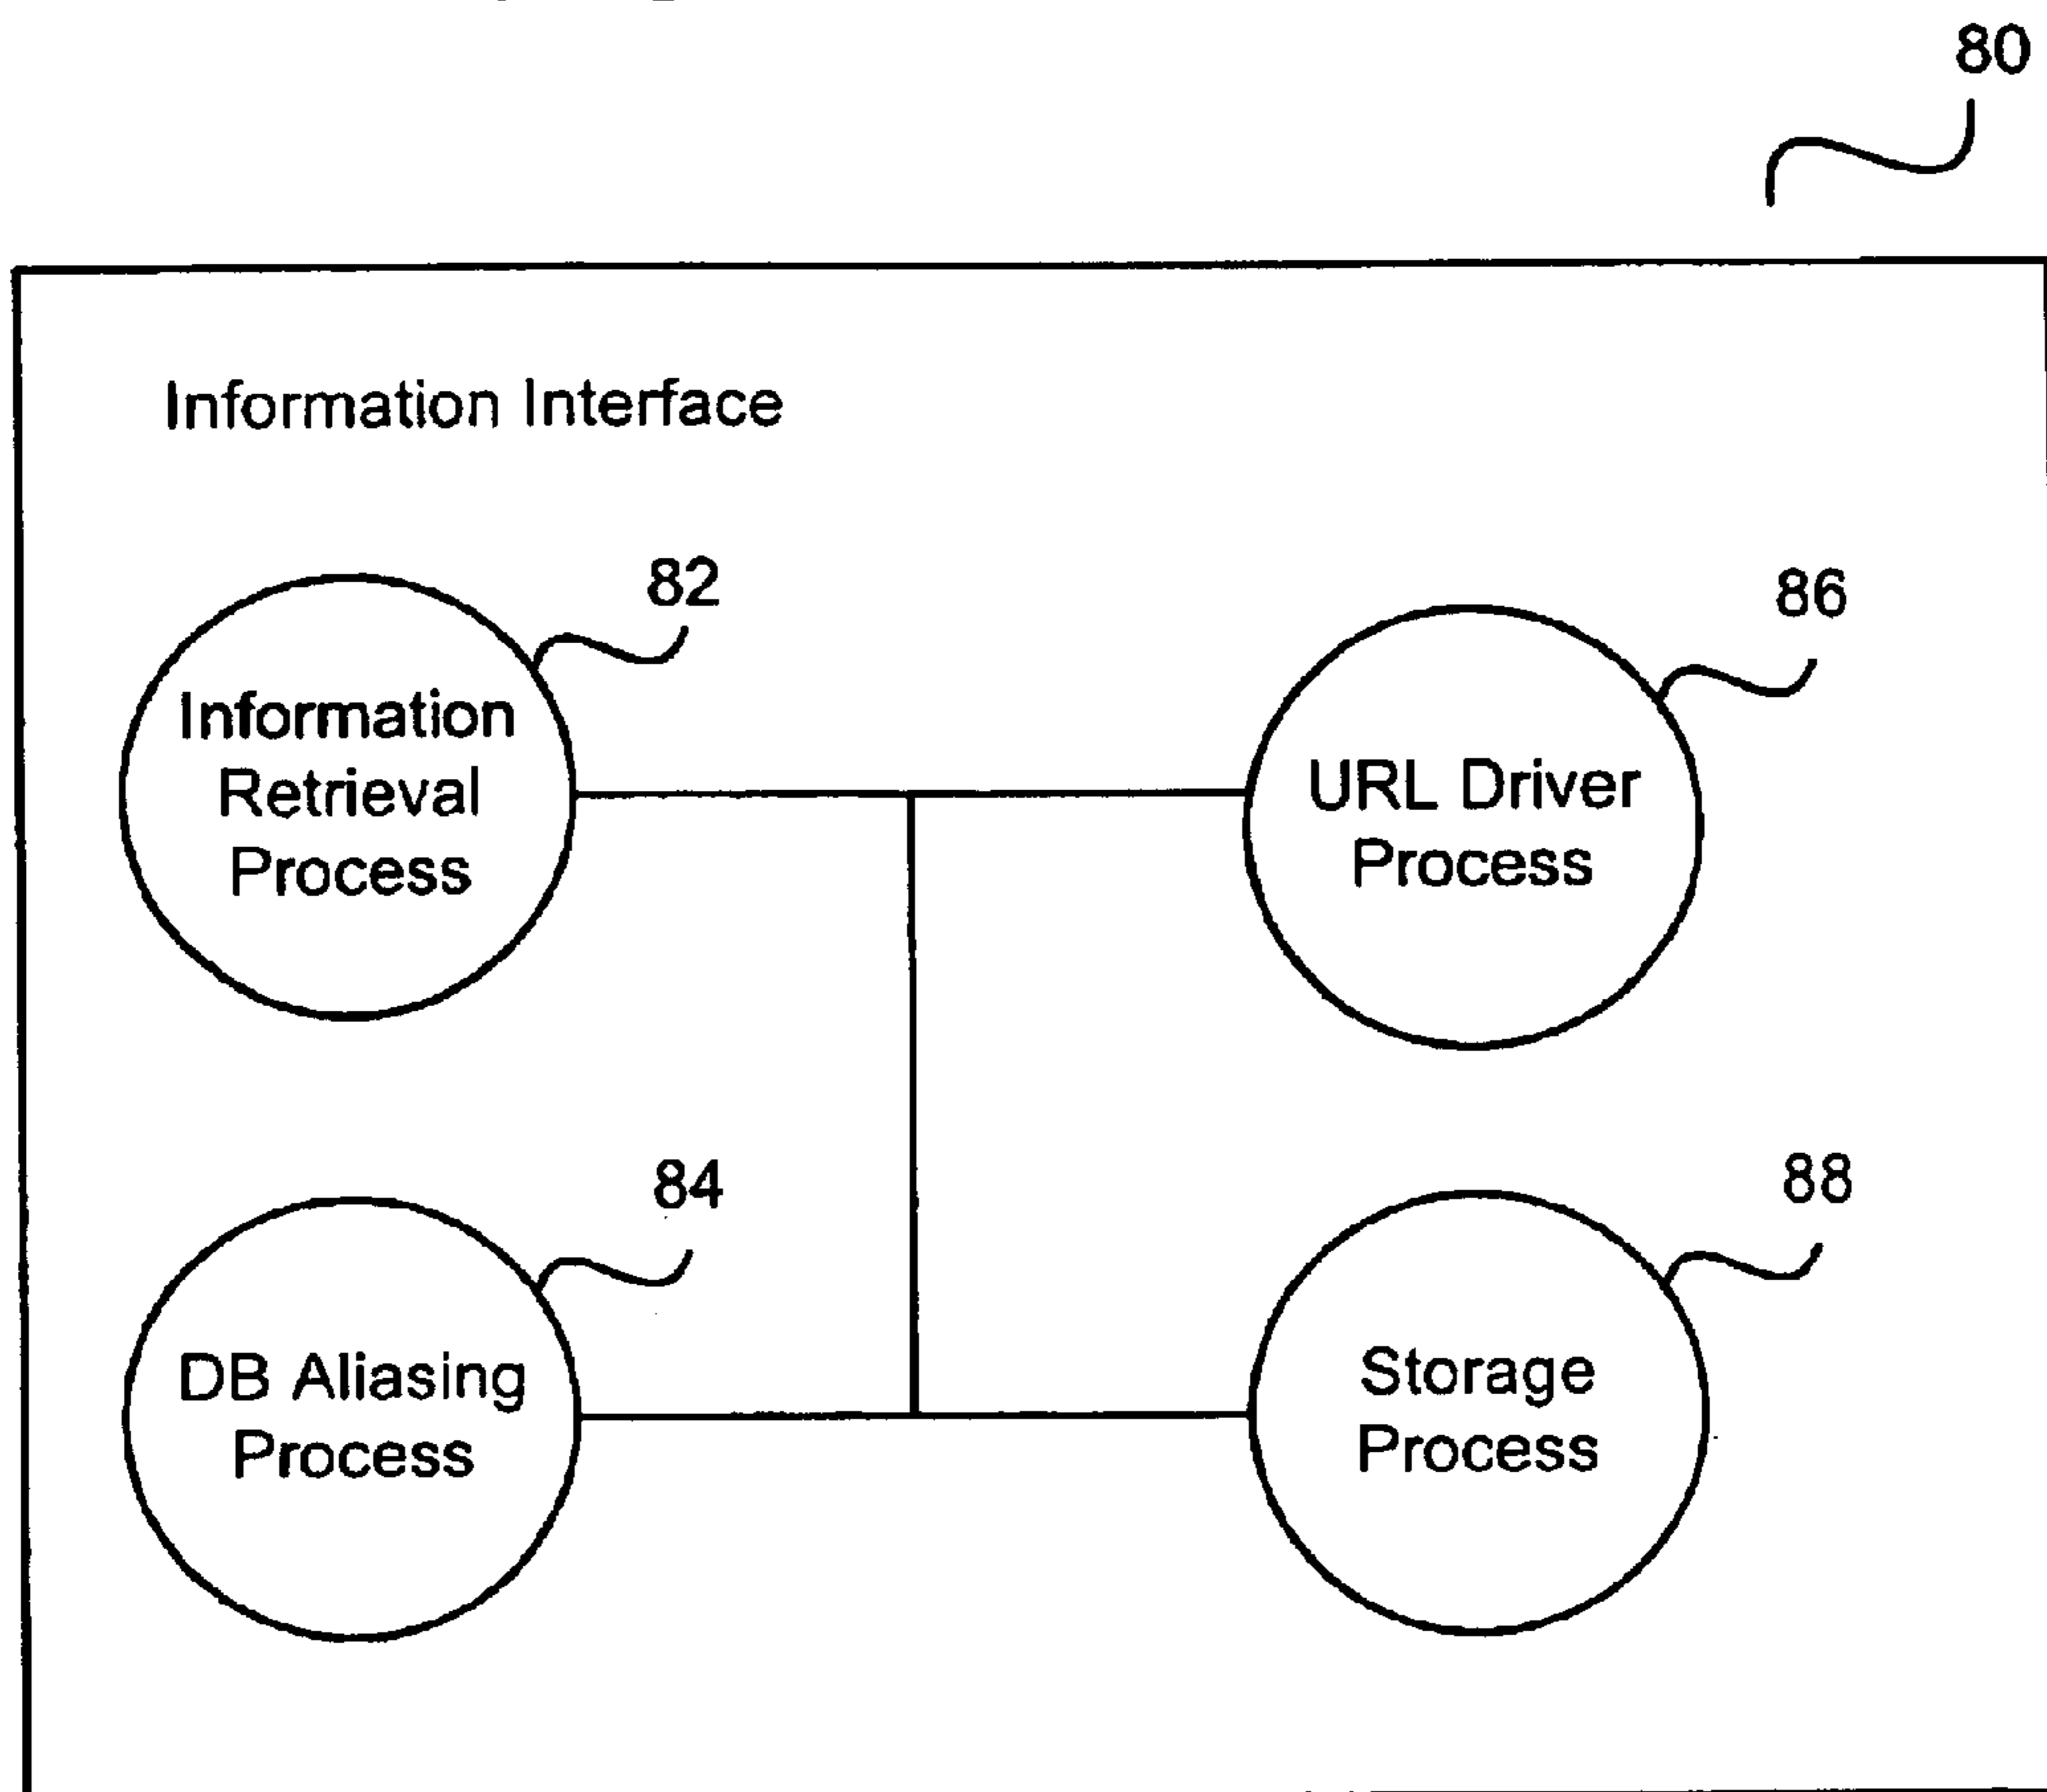 80
Information Interface
82
Information
Retrieval
Process
86
URL Driver
Process
84
DB Aliasing
Process
88
Storage
Process